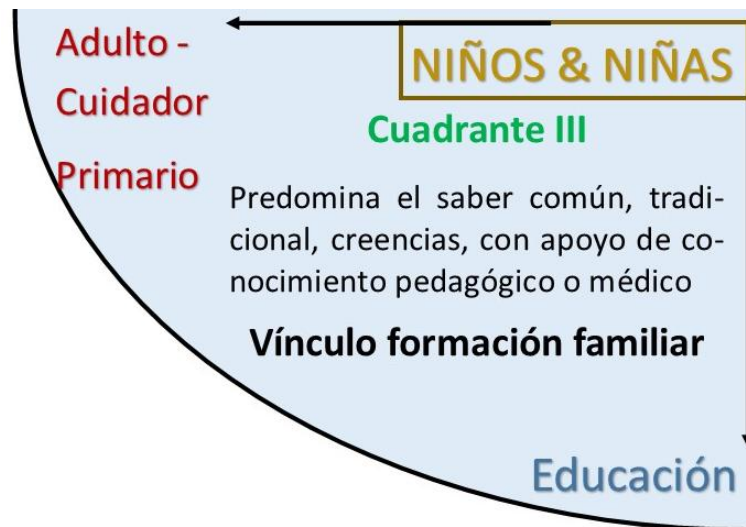 Adulto -
Cuidador
Primario
NIÑOS & NIÑAS
Cuadrante III
Predomina el saber común, tradi-
cional, creencias, con apoyo de co-
nocimiento pedagógico o médico
Vínculo formación familiar
Educación